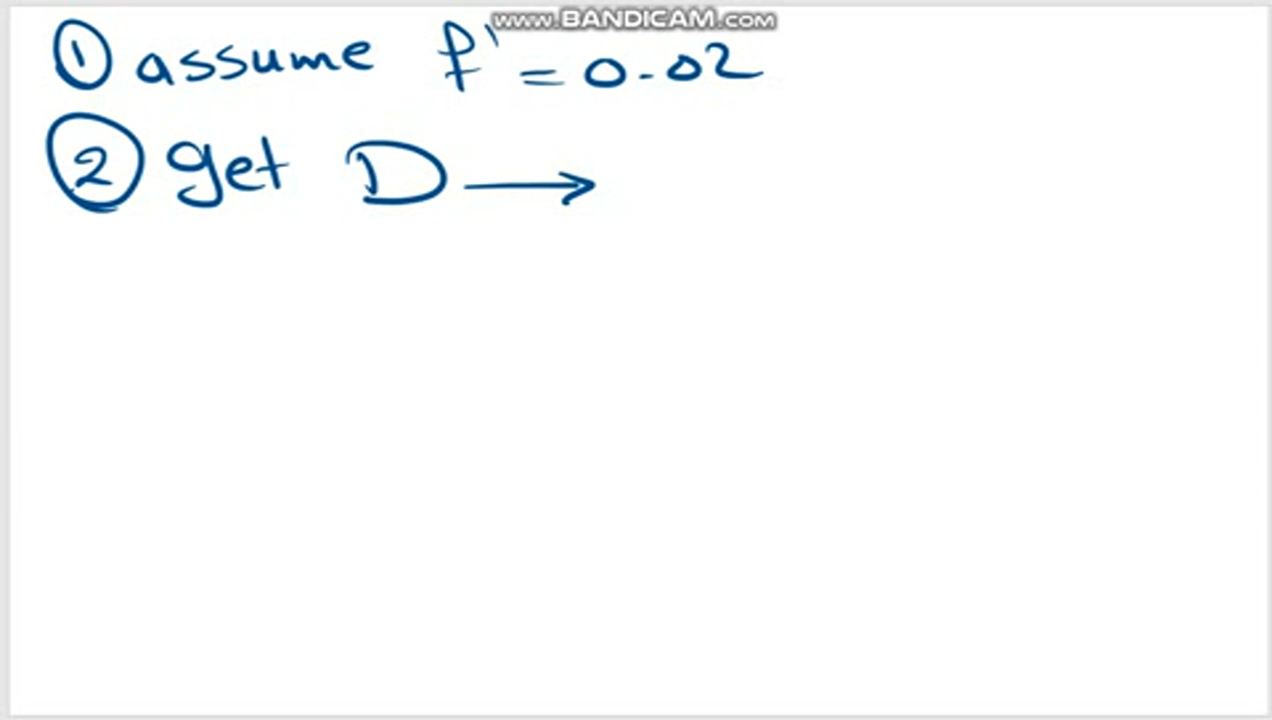 www.BANDICAM.com
① assume f' = 0.02
② get D →